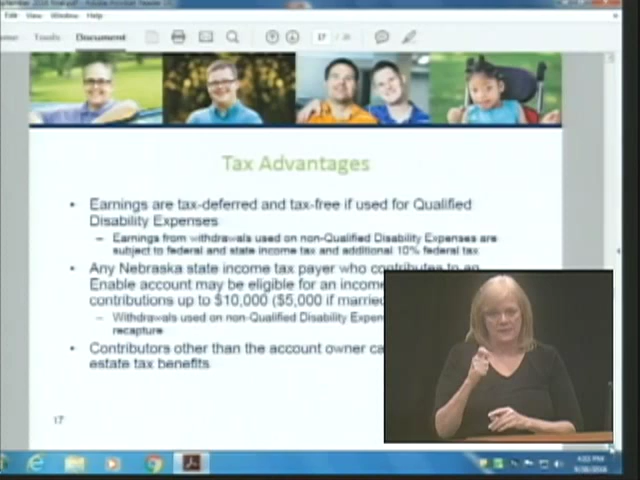 Edit View Window Help
Tools Document
17
Tax Advantages
• Earnings are tax-deferred and tax-free if used for Qualified
Disability Expenses
– Earnings from withdrawals used on non-Qualified Disability Expenses are
subject to federal and state income tax and additional 10% federal tax
• Any Nebraska state income tax payer who contributes to an
Enable account may be eligible for an income
contributions up to $10,000 ($5,000 if married
– Withdrawals used on non-Qualified Disability
recapture
• Contributors other than the account owner
estate tax benefits
17
4:02 PM